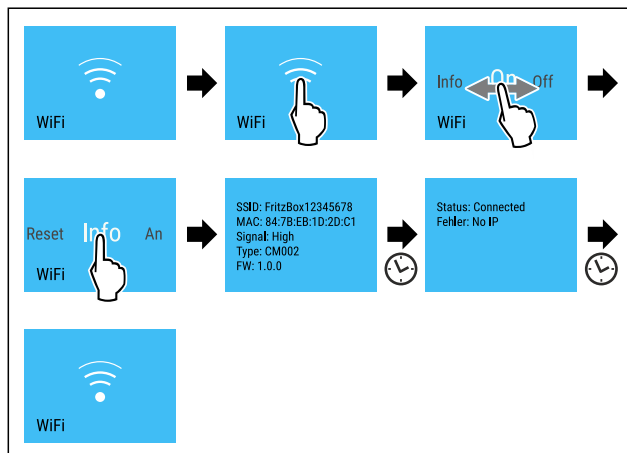 WiFi
WiFi
Info On Off
WiFi
Reset Info An
WiFi
SSID: FritzBox12345678
MAC: 84:7B:EB:1D:2D:C1
Signal: High
Type: CM002
FW: 1.0.0
Status: Connected
Fehler: No IP
WiFi